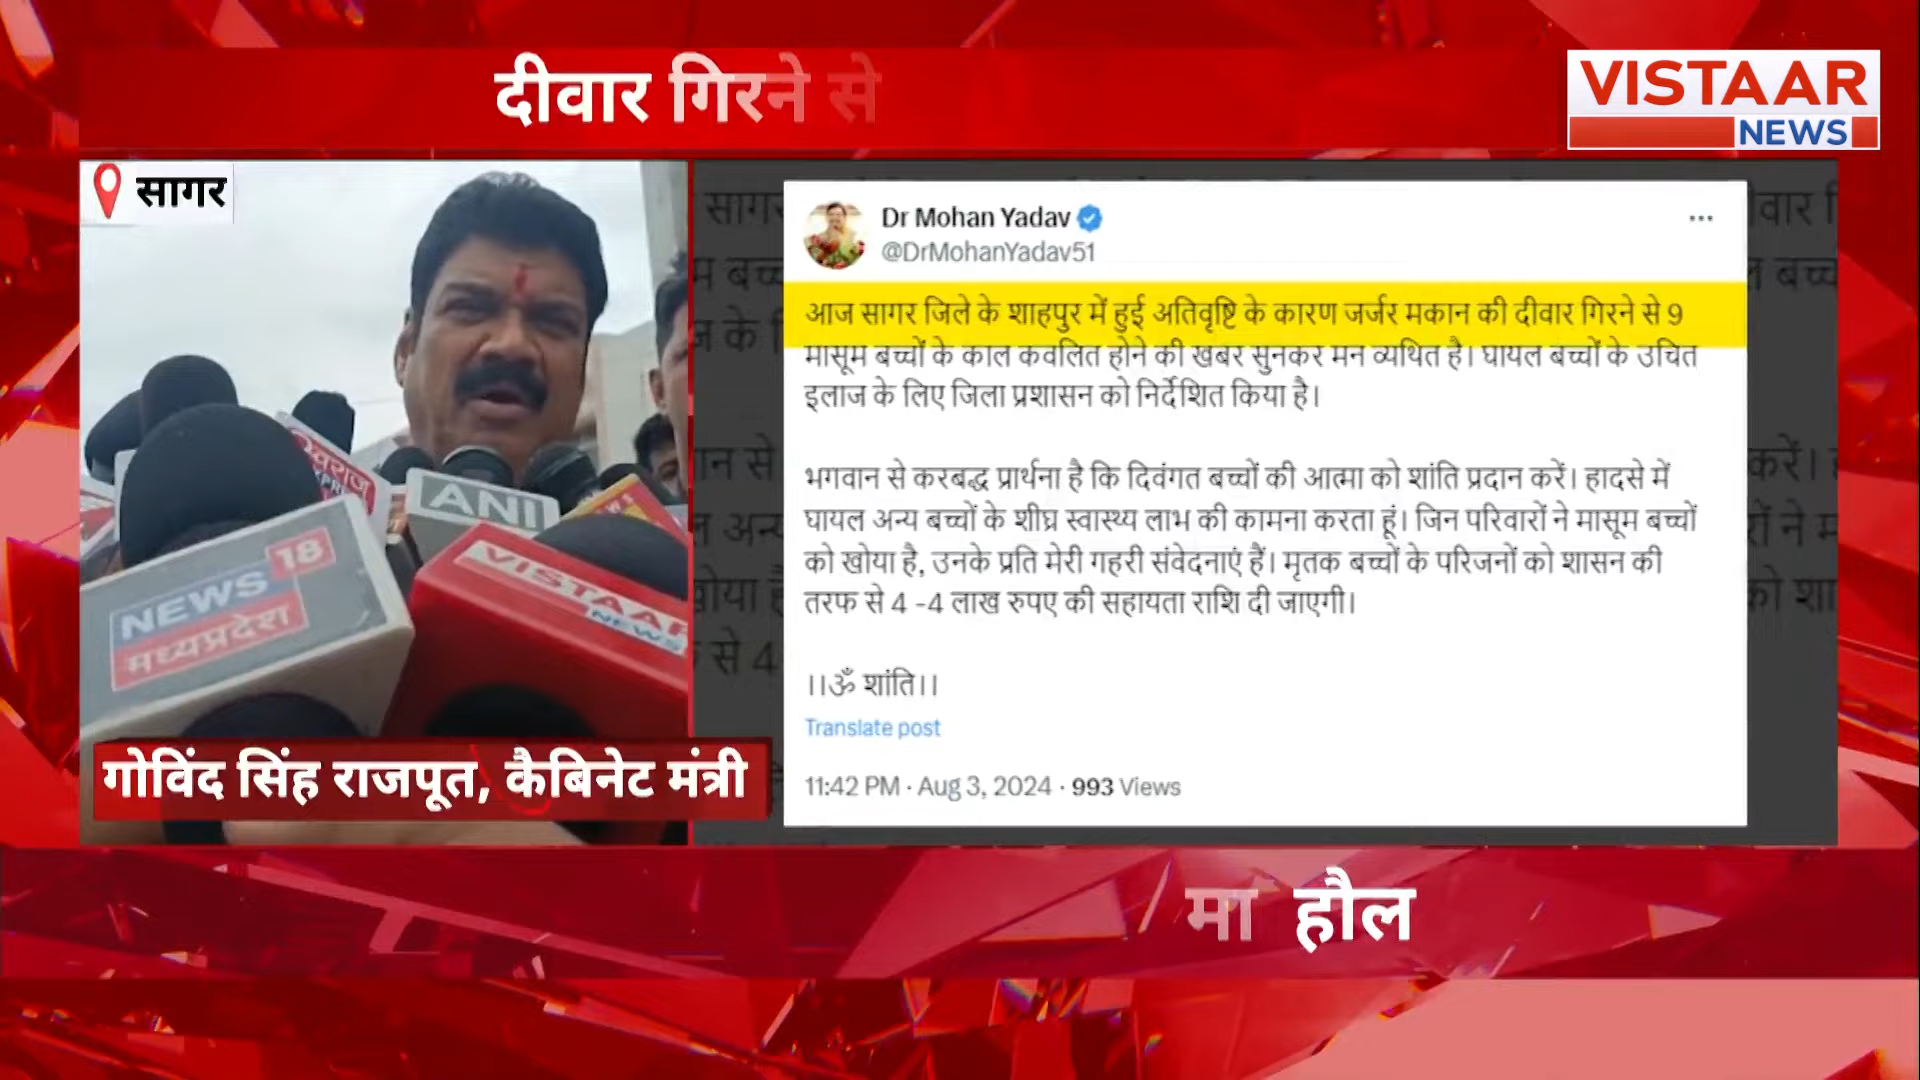 दीवार गिरने से
VISTAAR
NEWS
सागर
ANI
NEWS 18
मध्यप्रदेश
VISTAAR
NEWS
गोविंद सिंह राजपूत, कैबिनेट मंत्री
Dr Mohan Yadav
@DrMohanYadav51
आज सागर जिले के शाहपुर में हुई अतिवृष्टि के कारण जर्जर मकान की दीवार गिरने से 9
मासूम बच्चों के काल कवलित होने की खबर सुनकर मन व्यथित है। घायल बच्चों के उचित
इलाज के लिए जिला प्रशासन को निर्देशित किया है।
भगवान से करबद्ध प्रार्थना है कि दिवंगत बच्चों की आत्मा को शांति प्रदान करें। हादसे में
घायल अन्य बच्चों के शीघ्र स्वास्थ्य लाभ की कामना करता हूं। जिन परिवारों ने मासूम बच्चों
को खोया है, उनके प्रति मेरी गहरी संवेदनाएं हैं। मृतक बच्चों के परिजनों को शासन की
तरफ से 4 -4 लाख रुपए की सहायता राशि दी जाएगी।
।।ॐ शांति।।
Translate post
11:42 PM · Aug 3, 2024 · 993 Views
मा हौल